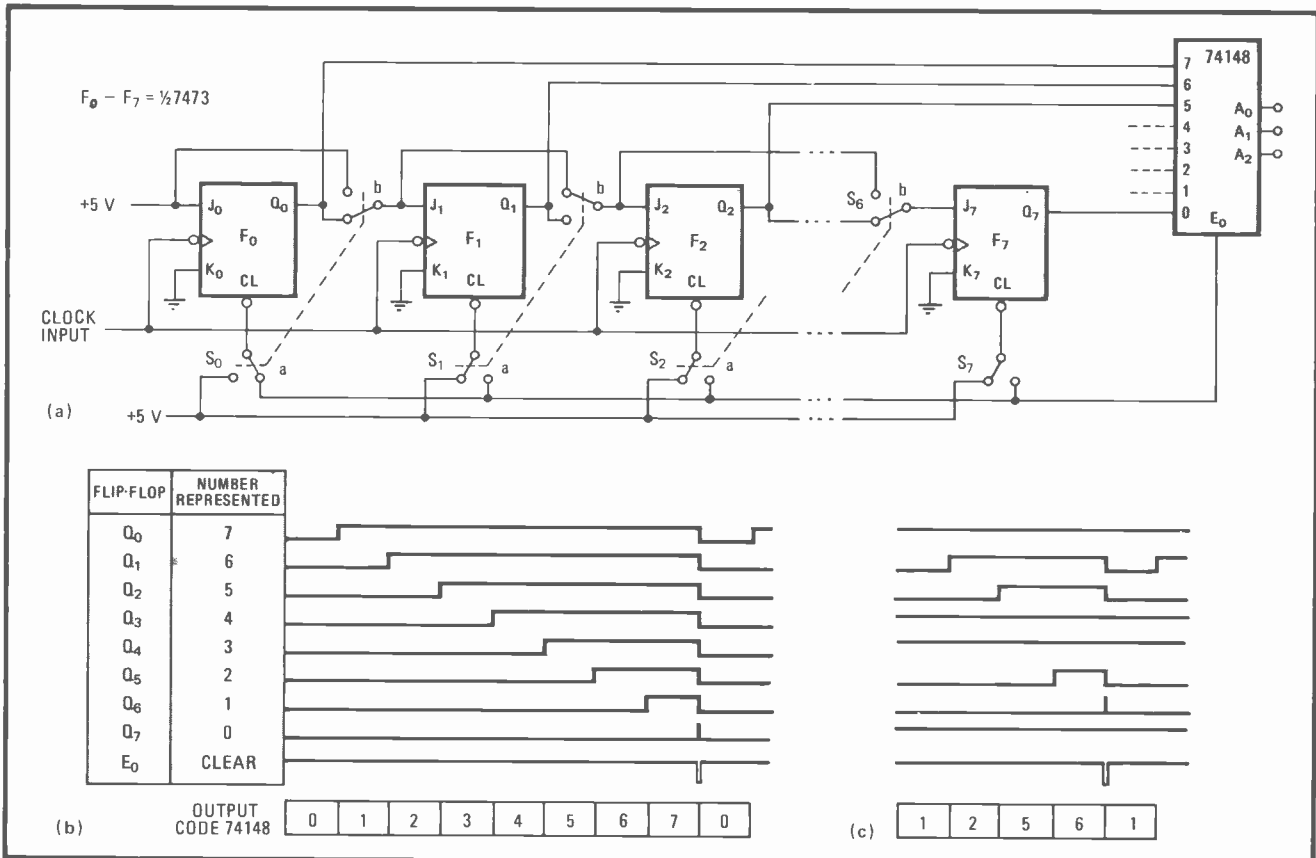 F0 – F7 = ½7473
74148
7
6
5
4
3
2
1
0
A0
A1
A2
E0
+5 V
J0 Q0
F0
K0
CL
b
J1 Q1
F1
K1
CL
b
J2 Q2
F2
K2
CL
S6 b
J7 Q7
F7
K7
CL
CLOCK
INPUT
S0 a
S1 a
S2 a
S7
+5 V
(a)
FLIP-FLOP NUMBER REPRESENTED
Q0 7
Q1 6
Q2 5
Q3 4
Q4 3
Q5 2
Q6 1
Q7 0
E0 CLEAR
(b) OUTPUT CODE 74148 0 1 2 3 4 5 6 7 0
(c) 1 2 5 6 1